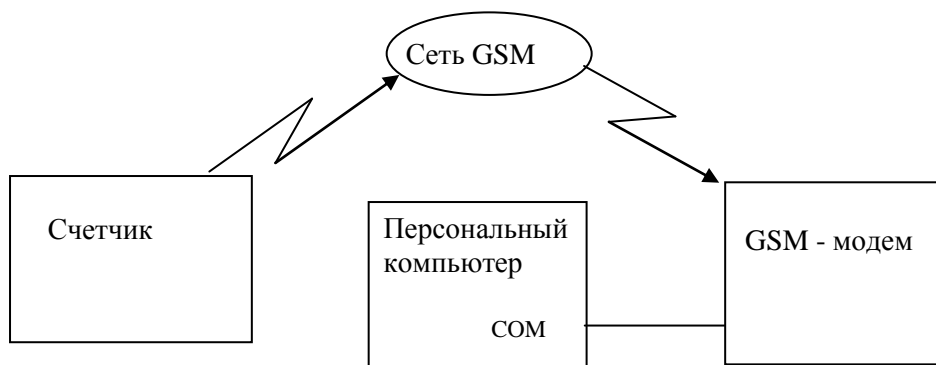 Сеть GSM
Счетчик
Персональный
компьютер
COM
GSM - модем